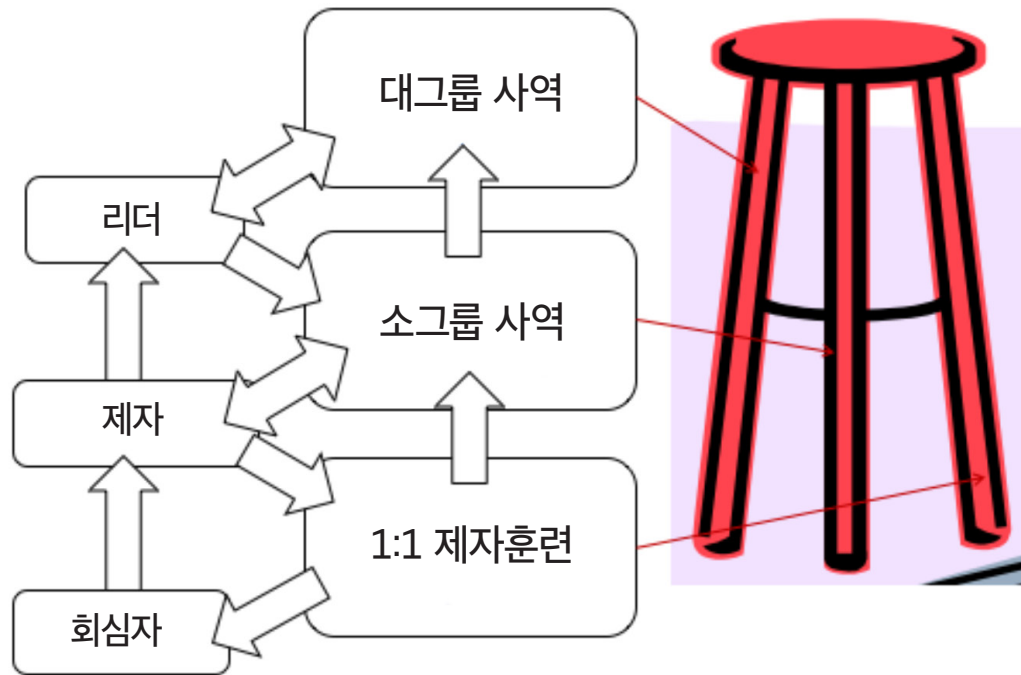 대그룹 사역
리더
소그룹 사역
제자
1:1 제자훈련
회심자